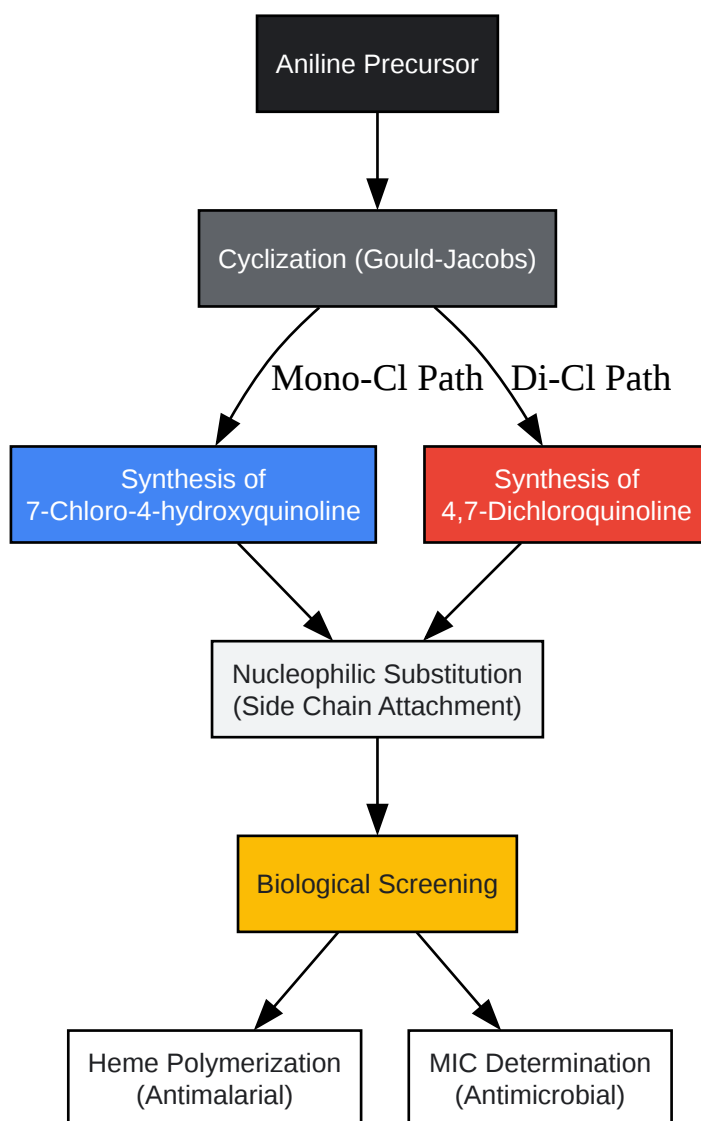 Aniline Precursor
Cyclization (Gould-Jacobs)
Mono-Cl Path
Di-Cl Path
Synthesis of
7-Chloro-4-hydroxyquinoline
Synthesis of
4,7-Dichloroquinoline
Nucleophilic Substitution
(Side Chain Attachment)
Biological Screening
Heme Polymerization
(Antimalarial)
MIC Determination
(Antimicrobial)